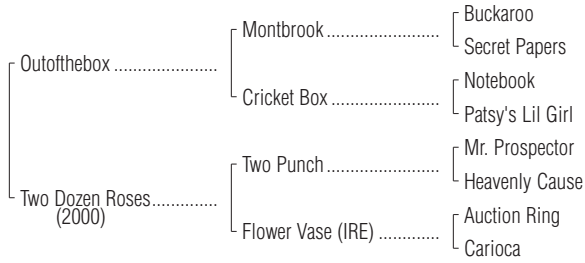 Buckaroo
Montbrook ........................
Secret Papers
Outofthebox ......................
Notebook
Cricket Box .......................
Patsy's Lil Girl
Mr. Prospector
Two Punch ........................
Heavenly Cause
Two Dozen Roses..............
(2000)
Auction Ring
Flower Vase (IRE) .............
Carioca